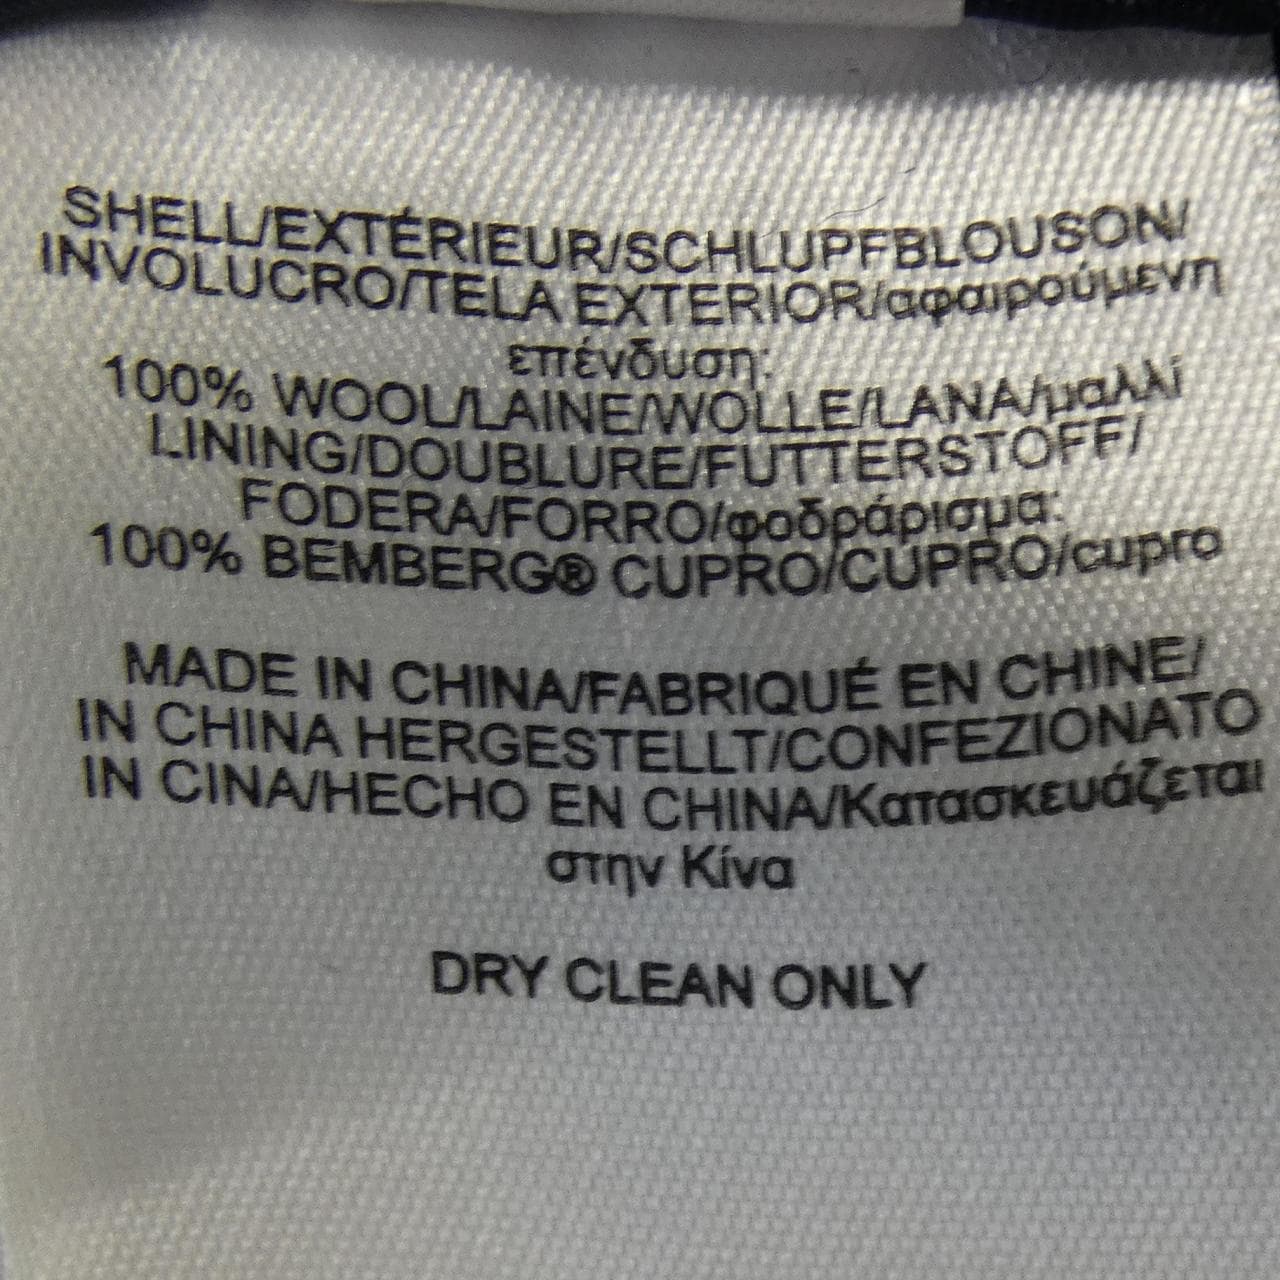 SHELL/EXTÉRIEUR/SCHLUPFBLOUSON/
INVOLUCRO/TELA EXTERIOR/αφαιρούμενη
επένδυση:
100% WOOL/LAINE/WOLLE/LANA/μαλλί
LINING/DOUBLURE/FUTTERSTOFF/
FODERA/FORRO/φοδράρισμα:
100% BEMBERG® CUPRO/CUPRO/cupro
MADE IN CHINA/FABRIQUÉ EN CHINE/
IN CHINA HERGESTELLT/CONFEZIONATO
IN CINA/HECHO EN CHINA/Κατασκευάζεται
στην Κίνα
DRY CLEAN ONLY